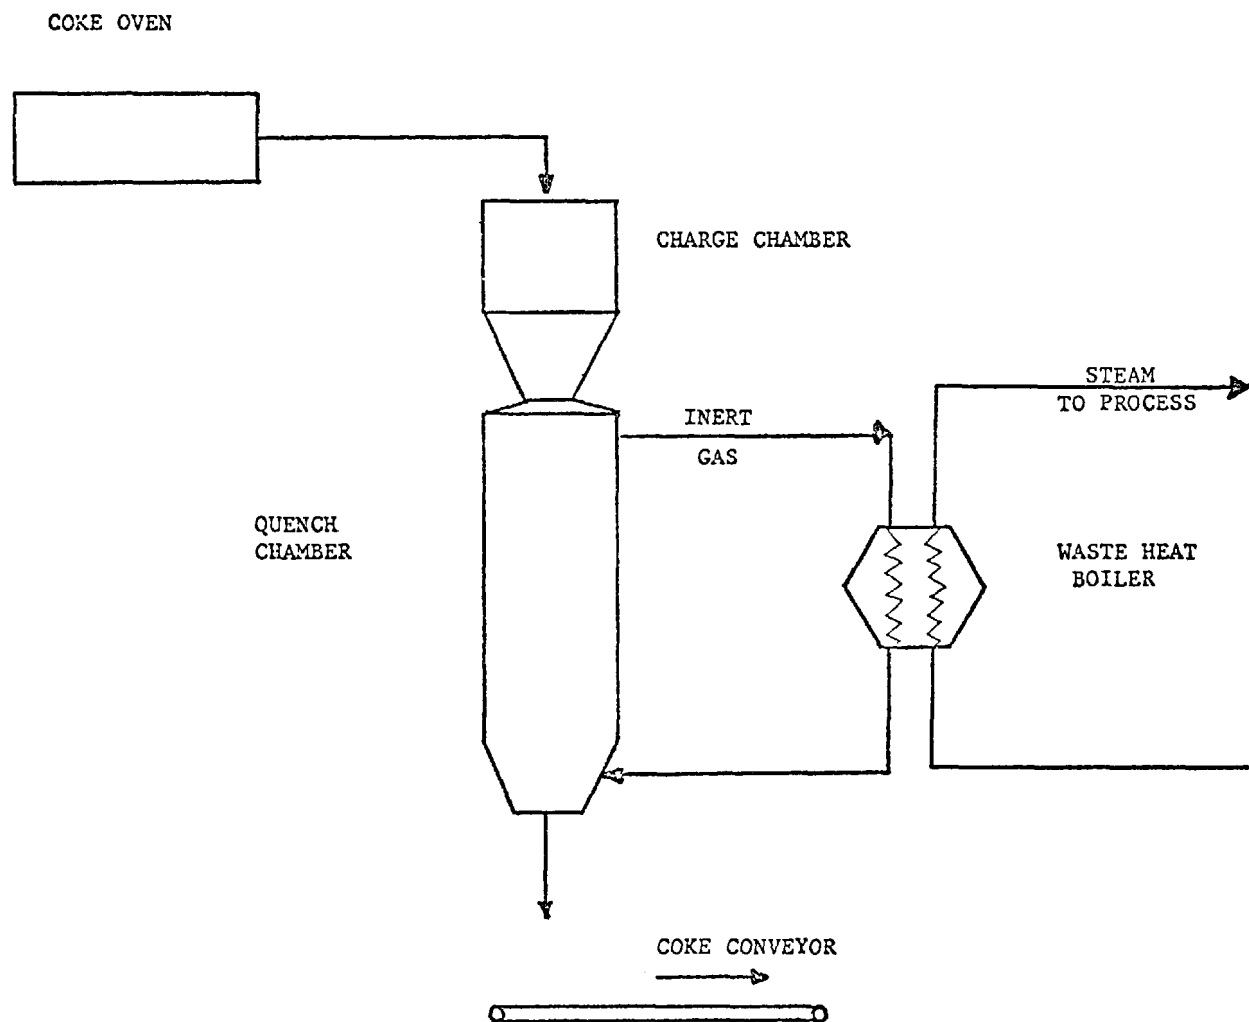 COKE OVEN
CHARGE CHAMBER
STEAM
TO PROCESS
INERT
GAS
QUENCH
CHAMBER
WASTE HEAT
BOILER
COKE CONVEYOR